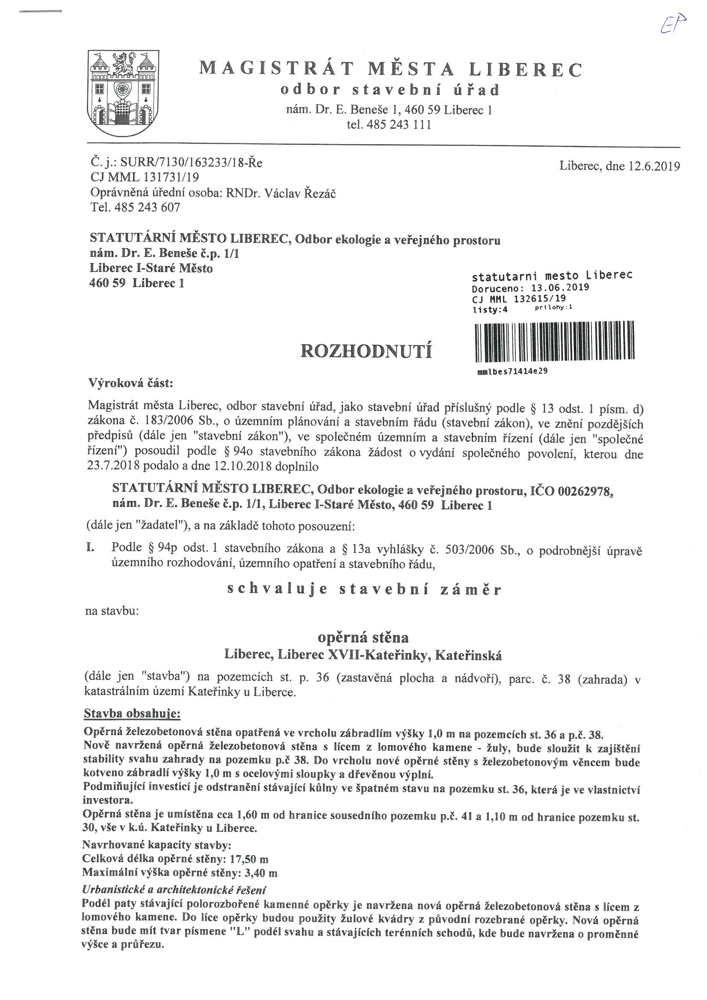 EP
MAGISTRÁT MĚSTA LIBEREC
odbor stavební úřad
nám. Dr. E. Beneše 1, 460 59 Liberec 1
tel. 485 243 111
Č. j.: SURR/7130/163233/18-Ře
Liberec, dne 12.6.2019
CJ MML 131731/19
Oprávněná úřední osoba: RNDr. Václav Řezáč
Tel. 485 243 607
STATUTÁRNÍ MĚSTO LIBEREC, Odbor ekologie a veřejného prostoru
nám. Dr. E. Beneše č.p. 1/1
Liberec I-Staré Město
460 59 Liberec 1
statutarni mesto Liberec
Doruceno: 13.06.2019
CJ MML 132615/19
listy:4 prilohy:1
mmlbes71414e29
ROZHODNUTÍ
Výroková část:
Magistrát města Liberec, odbor stavební úřad, jako stavební úřad příslušný podle § 13 odst. 1 písm. d)
zákona č. 183/2006 Sb., o územním plánování a stavebním řádu (stavební zákon), ve znění pozdějších
předpisů (dále jen "stavební zákon"), ve společném územním a stavebním řízení (dále jen "společné
řízení") posoudil podle § 94o stavebního zákona žádost o vydání společného povolení, kterou dne
23.7.2018 podalo a dne 12.10.2018 doplnilo
STATUTÁRNÍ MĚSTO LIBEREC, Odbor ekologie a veřejného prostoru, IČO 00262978,
nám. Dr. E. Beneše č.p. 1/1, Liberec I-Staré Město, 460 59 Liberec 1
(dále jen "žadatel"), a na základě tohoto posouzení:
I. Podle § 94p odst. 1 stavebního zákona a § 13a vyhlášky č. 503/2006 Sb., o podrobnější úpravě
územního rozhodování, územního opatření a stavebního řádu,
schvaluje stavební záměr
na stavbu:
opěrná stěna
Liberec, Liberec XVII-Kateřinky, Kateřinská
(dále jen "stavba") na pozemcích st. p. 36 (zastavěná plocha a nádvoří), parc. č. 38 (zahrada) v
katastrálním území Kateřinky u Liberce.
Stavba obsahuje:
Opěrná železobetonová stěna opatřená ve vrcholu zábradlím výšky 1,0 m na pozemcích st. 36 a p.č. 38.
Nově navržená opěrná železobetonová stěna s lícem z lomového kamene - žuly, bude sloužit k zajištění
stability svahu zahrady na pozemku p.č 38. Do vrcholu nové opěrné stěny s železobetonovým věncem bude
kotveno zábradlí výšky 1,0 m s ocelovými sloupky a dřevěnou výplní.
Podmiňující investicí je odstranění stávající kůlny ve špatném stavu na pozemku st. 36, která je ve vlastnictví
investora.
Opěrná stěna je umístěna cca 1,60 m od hranice sousedního pozemku p.č. 41 a 1,10 m od hranice pozemku st.
30, vše v k.ú. Kateřinky u Liberce.
Navrhované kapacity stavby:
Celková délka opěrné stěny: 17,50 m
Maximální výška opěrné stěny: 3,40 m
Urbanistické a architektonické řešení
Podél paty stávající polorozbořené kamenné opěrky je navržena nová opěrná železobetonová stěna s lícem z
lomového kamene. Do líce opěrky budou použity žulové kvádry z původní rozebrané opěrky. Nová opěrná
stěna bude mít tvar písmene "L" podél svahu a stávajících terénních schodů, kde bude navržena o proměnné
výšce a průřezu.